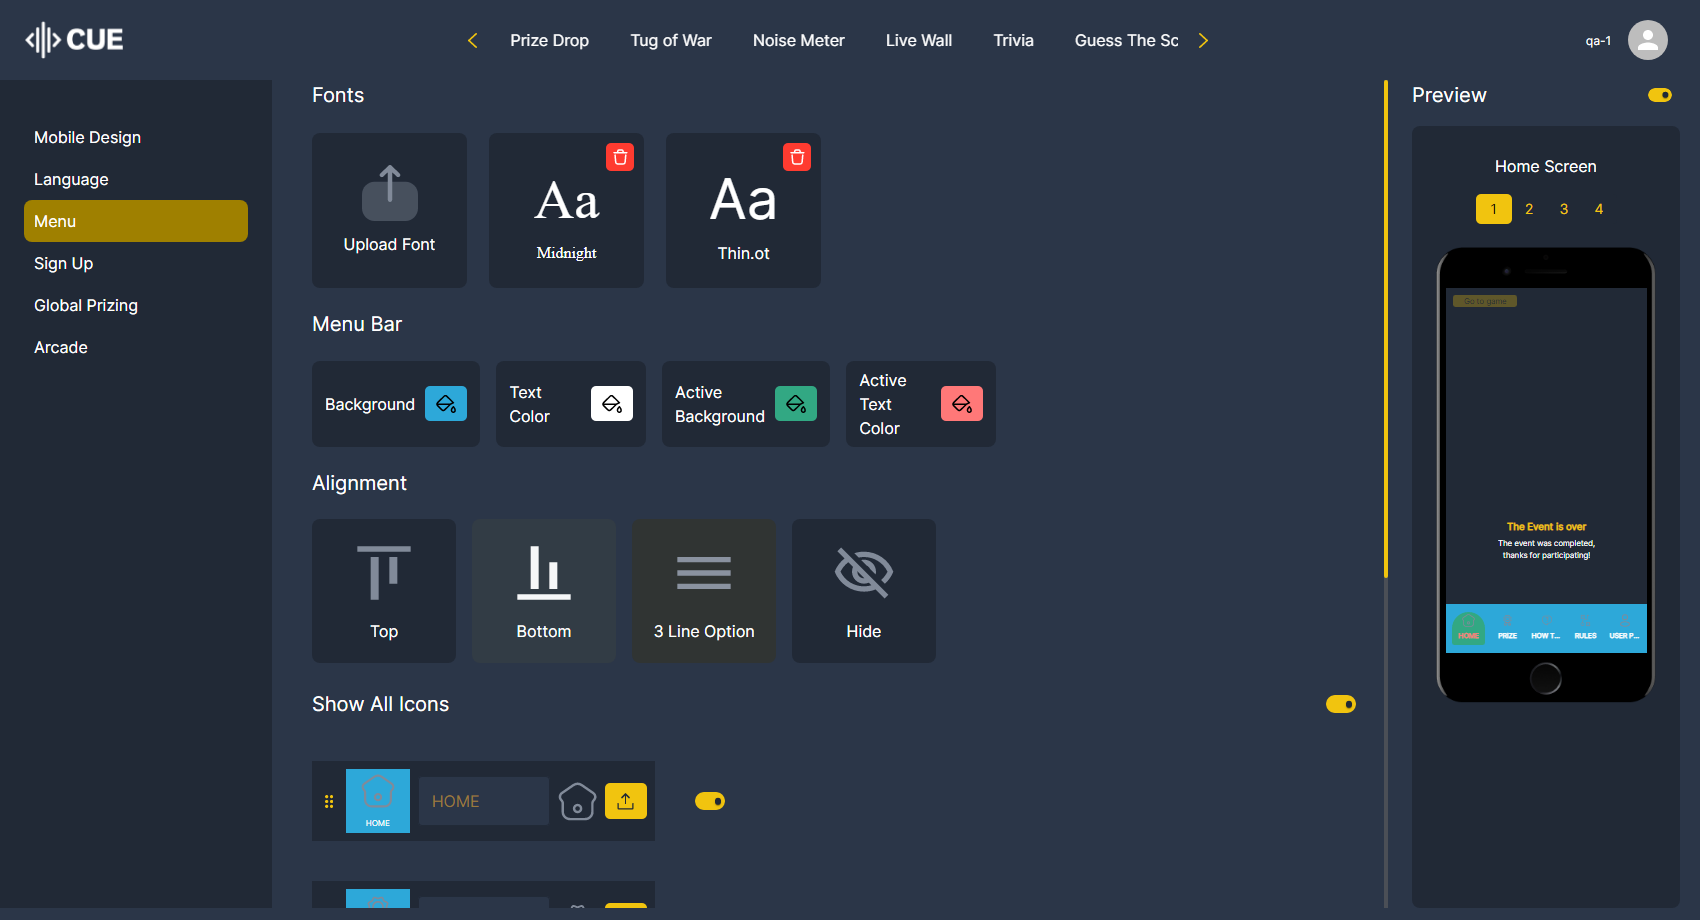 CUE
Prize Drop
Tug of War
Noise Meter
Live Wall
Trivia
Guess The Sc
qa-1
Mobile Design
Language
Menu
Sign Up
Global Prizing
Arcade
Fonts
Upload Font
Aa
Midnight
Aa
Thin.ot
Menu Bar
Background
Text
Color
Active
Background
Active
Text
Color
Alignment
Top
Bottom
3 Line Option
Hide
Show All Icons
HOME
HOME
Preview
Home Screen
1 2 3 4
Go to game
The Event is over
The event was completed,
thanks for participating!
HOME PRIZE HOW T... RULES USER P...